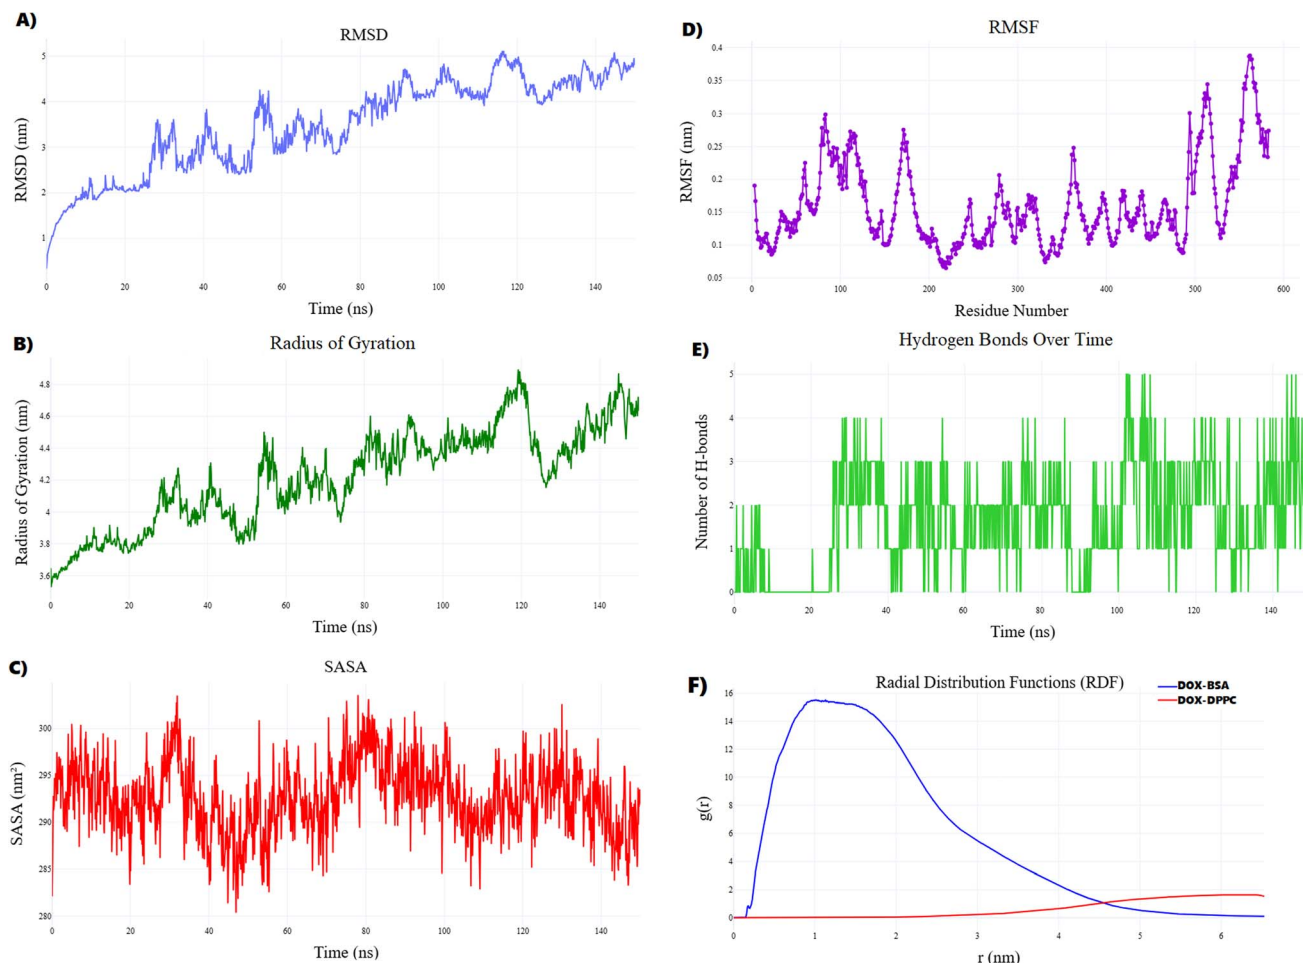 A)
RMSD
RMSD (nm)
5
4
3
2
1
0 20 40 60 80 100 120 140
Time (ns)
B)
Radius of Gyration
Radius of Gyration (nm)
4.8
4.6
4.4
4.2
4
3.8
3.6
0 20 40 60 80 100 120 140
Time (ns)
C)
SASA
SASA (nm²)
300
295
290
285
280
0 20 40 60 80 100 120 140
Time (ns)
D)
RMSF
RMSF (nm)
0.4
0.35
0.3
0.25
0.2
0.15
0.1
0.05
0 100 200 300 400 500 600
Residue Number
E)
Hydrogen Bonds Over Time
Number of H-bonds
5
4
3
2
1
0
0 20 40 60 80 100 120 140
Time (ns)
F)
Radial Distribution Functions (RDF)
DOX-BSA
DOX-DPPC
g(r)
16
14
12
10
8
6
4
2
0
0 1 2 3 4 5 6
r (nm)